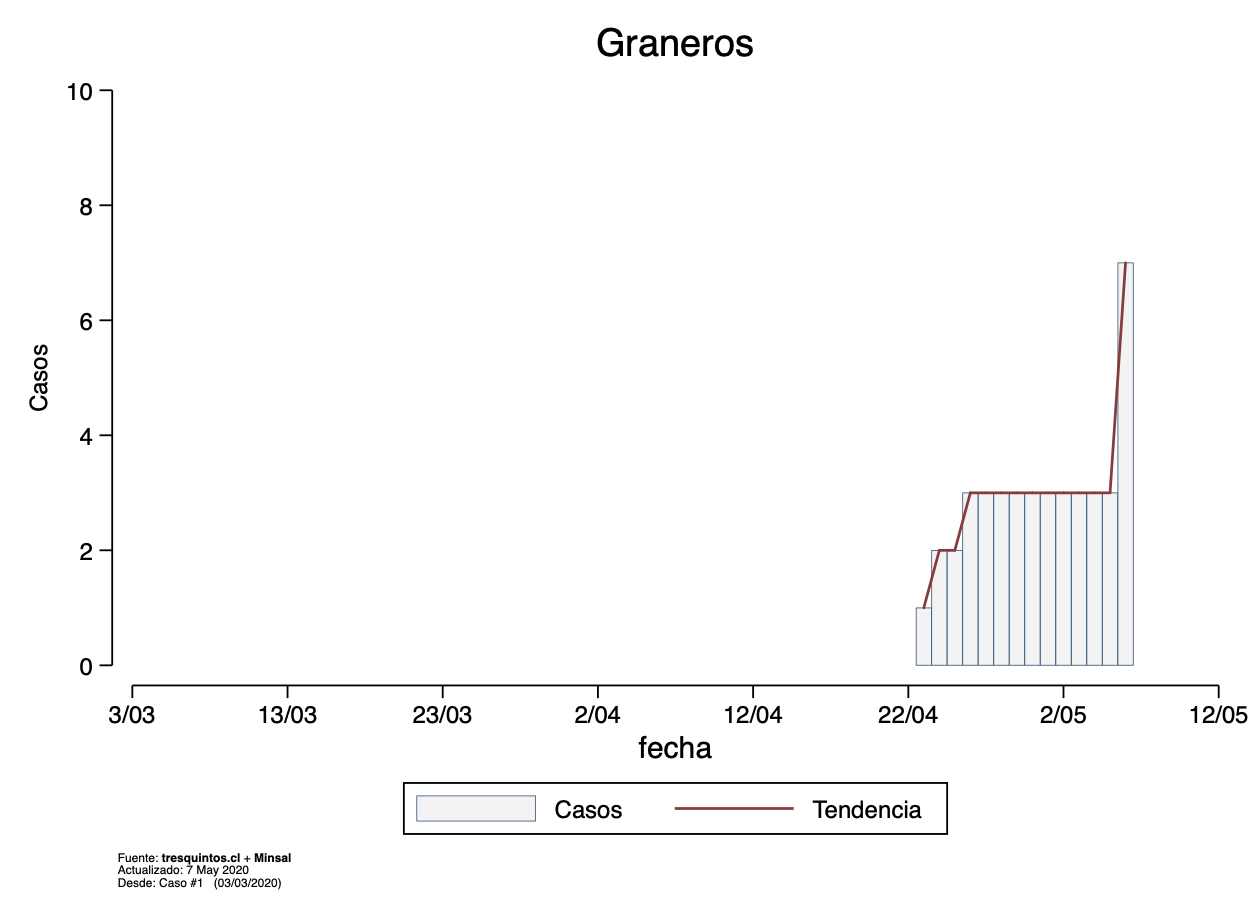 Graneros
10
8
6
4
2
0
Casos
3/03 13/03 23/03 2/04 12/04 22/04 2/05 12/05
fecha
Casos Tendencia
Fuente: tresquintos.cl + Minsal
Actualizado: 7 May 2020
Desde: Caso #1 (03/03/2020)